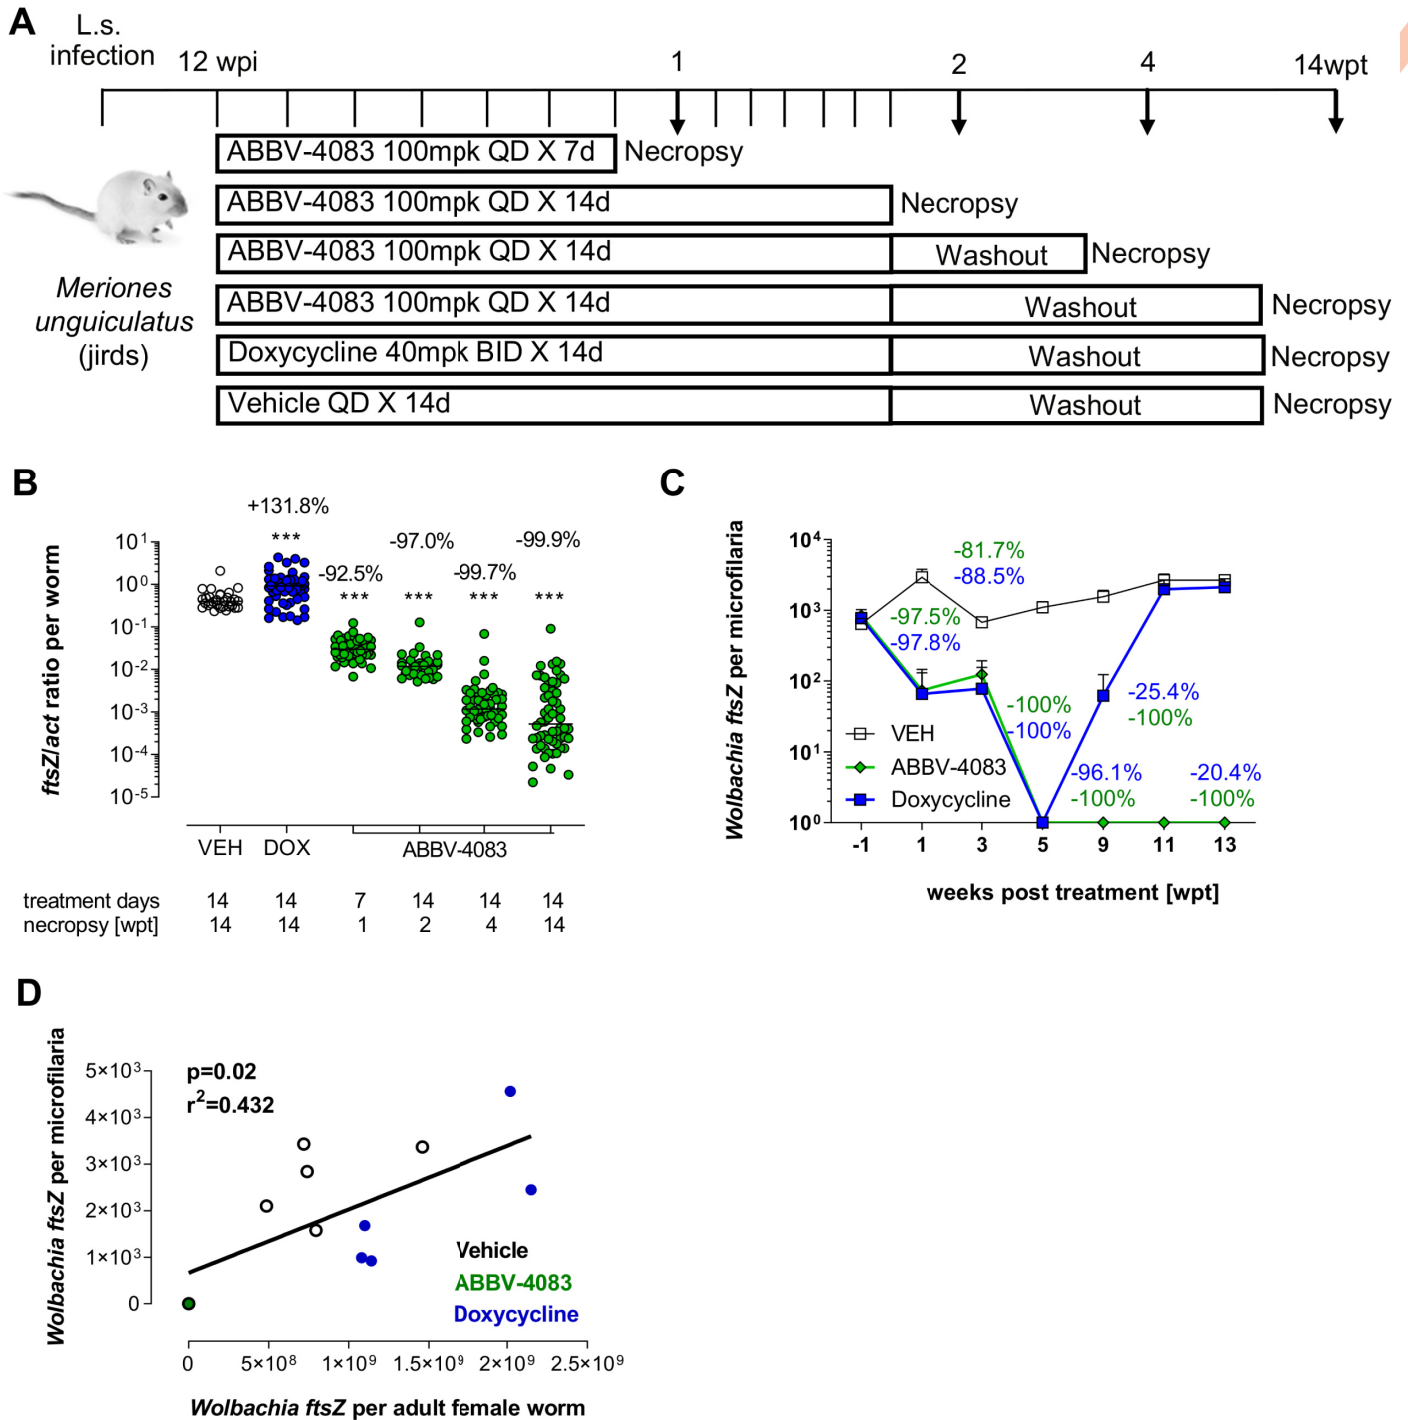 A
L.s.
infection
12 wpi
1
2
4
14wpt
ABBV-4083 100mpk QD X 7d
Necropsy
ABBV-4083 100mpk QD X 14d
Necropsy
ABBV-4083 100mpk QD X 14d
Washout
Necropsy
Meriones
unguiculatus
(jirds)
ABBV-4083 100mpk QD X 14d
Washout
Necropsy
Doxycycline 40mpk BID X 14d
Washout
Necropsy
Vehicle QD X 14d
Washout
Necropsy
B
ftsZ/act ratio per worm
10¹
10⁰
10⁻¹
10⁻²
10⁻³
10⁻⁴
10⁻⁵
+131.8%
***
-92.5%
***
-97.0%
***
-99.7%
***
-99.9%
***
VEH
DOX
ABBV-4083
treatment days 14 14 7 14 14 14
necropsy [wpt] 14 14 1 2 4 14
C
Wolbachia ftsZ per microfilaria
10⁴
10³
10²
10¹
10⁰
-81.7%
-88.5%
-97.5%
-97.8%
-100%
-100%
-25.4%
-100%
-96.1%
-100%
-20.4%
-100%
VEH
ABBV-4083
Doxycycline
-1 1 3 5 9 11 13
weeks post treatment [wpt]
D
Wolbachia ftsZ per microfilaria
5×10³
4×10³
3×10³
2×10³
1×10³
0
p=0.02
r²=0.432
Vehicle
ABBV-4083
Doxycycline
0 5×10⁸ 1×10⁹ 1.5×10⁹ 2×10⁹ 2.5×10⁹
Wolbachia ftsZ per adult female worm